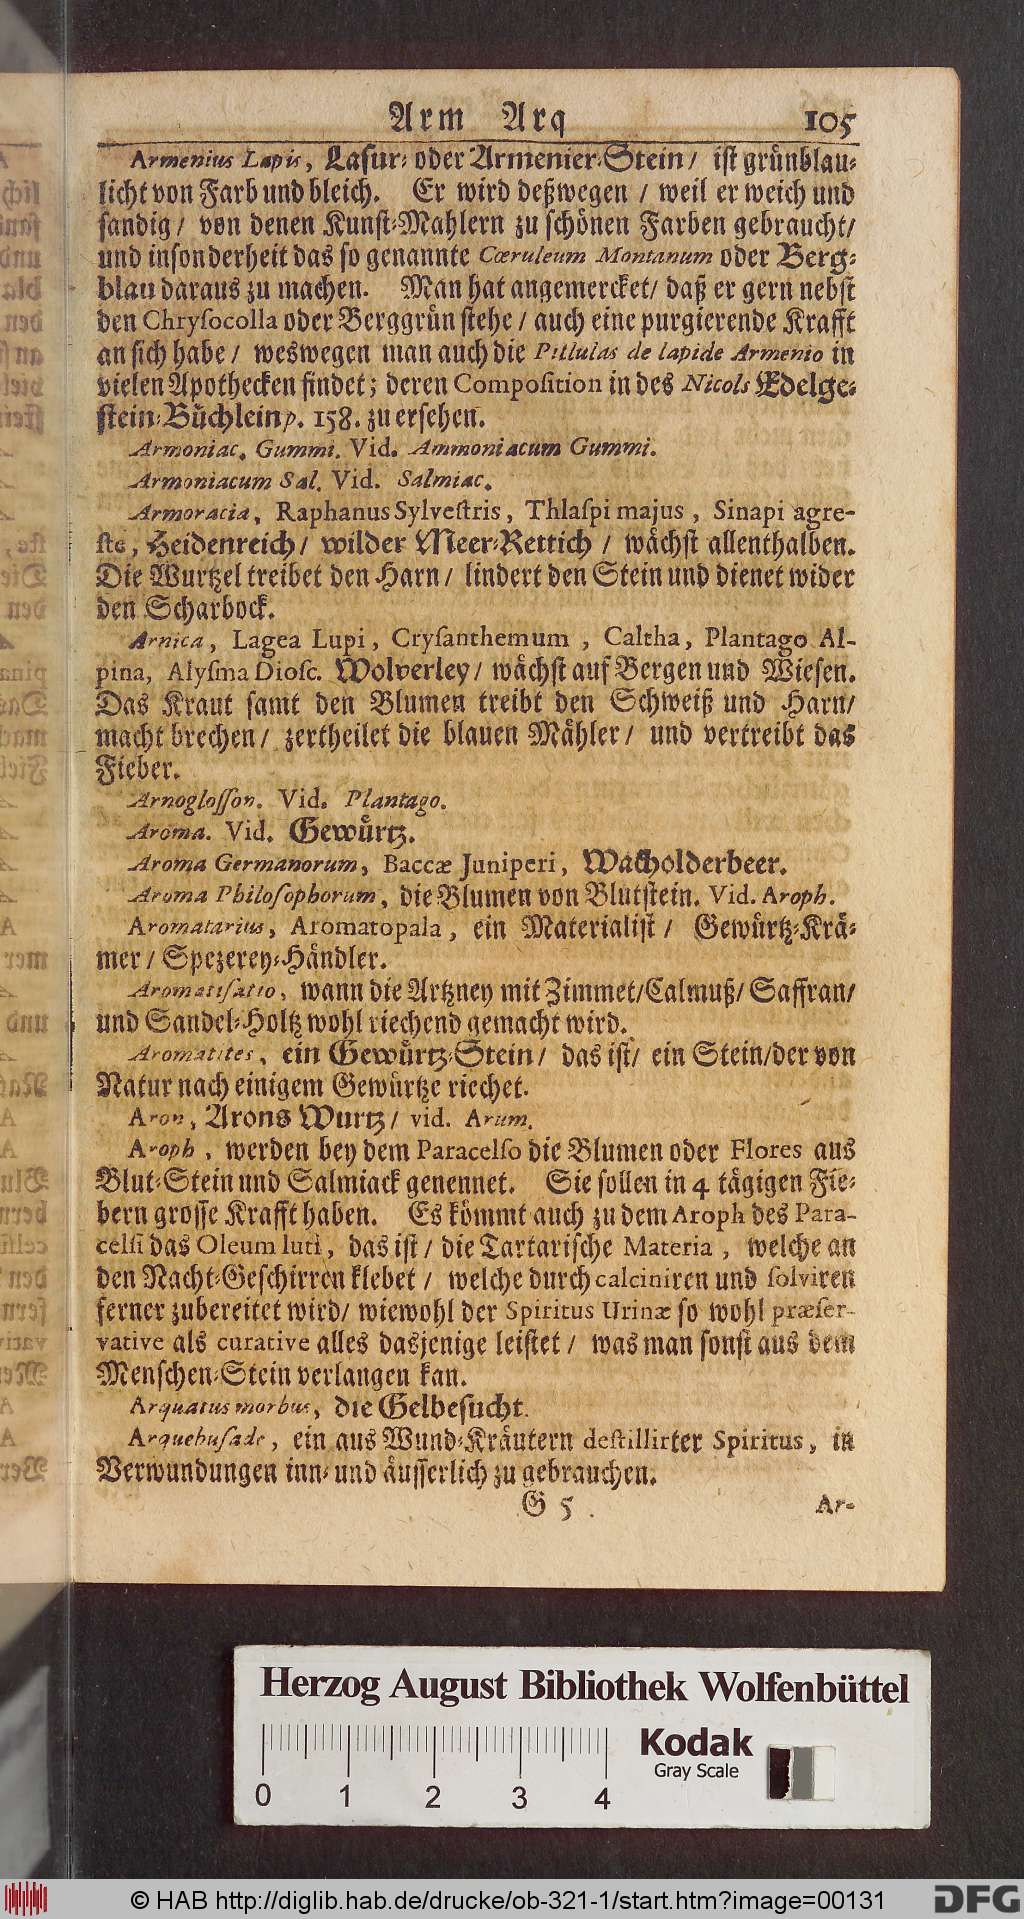 Arm Arq 105
Armenius Lapis, Lasur- oder Armenier-Stein/ ist grünblau-
licht von Farb und bleich. Er wird deßwegen / weil er weich und
sandig / von denen Kunst-Mahlern zu schönen Farben gebraucht/
und insonderheit das so genannte Cœruleum Montanum oder Berg-
blau daraus zu machen. Man hat angemercket/ daß er gern nebst
den Chrysocolla oder Berggrün stehe / auch eine purgierende Krafft
an sich habe / weswegen man auch die Pillulas de lapide Armenio in
vielen Apothecken findet; deren Composition in des Nicols Edelge-
stein-Büchlein p. 158. zu ersehen.
Armoniac. Gummi. Vid. Ammoniacum Gummi.
Armoniacum Sal. Vid. Salmiac.
Armoracia, Raphanus Sylvestris, Thlaspi majus, Sinapi agre-
ste, Heidenreich/ wilder Meer-Rettich / wächst allenthalben.
Die Wurtzel treibet den Harn / lindert den Stein und dienet wider
den Scharbock.
Arnica, Lagea Lupi, Crysanthemum, Caltha, Plantago Al-
pina, Alysma Diosc. Wolverley / wächst auf Bergen und Wiesen.
Das Kraut samt den Blumen treibt den Schweiß und Harn/
macht brechen / zertheilet die blauen Mähler / und vertreibt das
Fieber.
Arnoglosson. Vid. Plantago.
Aroma. Vid. Gewürtz.
Aroma Germanorum, Baccæ Juniperi, Wacholderbeer.
Aroma Philosophorum, die Blumen von Blutstein. Vid. Aroph.
Aromatarius, Aromatopala, ein Materialist / Gewürtz-Krä-
mer / Spezerey-Händler.
Aromatisatio, wann die Artzney mit Zimmet/Calmuß/ Saffran/
und Sandel-Holtz wohl riechend gemacht wird.
Aromatites, ein Gewürtz-Stein / das ist/ ein Stein/der von
Natur nach einigem Gewürtze riechet.
Aron, Arons Wurtz / vid. Arum.
Aroph, werden bey dem Paracelso die Blumen oder Flores aus
Blut-Stein und Salmiack genennet. Sie sollen in 4 tägigen Fie-
bern grosse Krafft haben. Es kömmt auch zu dem Aroph des Para-
celsi das Oleum luti, das ist / die Tartarische Materia, welche an
den Nacht-Geschirren klebet / welche durch calciniren und solviren
ferner zubereitet wird/ wiewohl der Spiritus Urinæ so wohl præser-
vative als curative alles dasjenige leistet / was man sonst aus dem
Menschen-Stein verlangen kan.
Arquatus morbus, die Gelbesucht.
Arquebusade, ein aus Wund-Kräutern destillirter Spiritus, in
Verwundungen inn- und äusserlich zu gebrauchen.
G 5 Ar-
Herzog August Bibliothek Wolfenbüttel
Kodak
Gray Scale
0 1 2 3 4
© HAB http://diglib.hab.de/drucke/ob-321-1/start.htm?image=00131
DFG